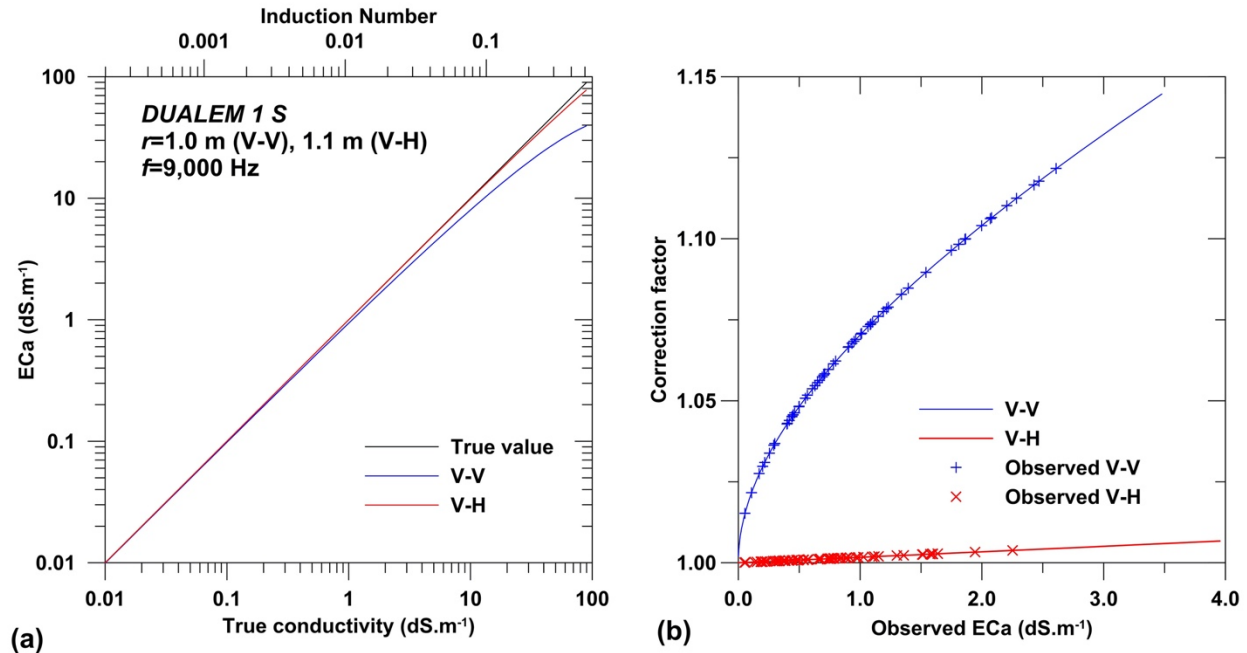 Induction Number
0.001 0.01 0.1
100
10
1
0.1
0.01
ECa (dS.m⁻¹)
DUALEM 1 S
r=1.0 m (V-V), 1.1 m (V-H)
f=9,000 Hz
True value
V-V
V-H
0.01 0.1 1 10 100
True conductivity (dS.m⁻¹)
(a)
1.15
1.10
1.05
1.00
Correction factor
V-V
V-H
Observed V-V
Observed V-H
0.0 1.0 2.0 3.0 4.0
Observed ECa (dS.m⁻¹)
(b)